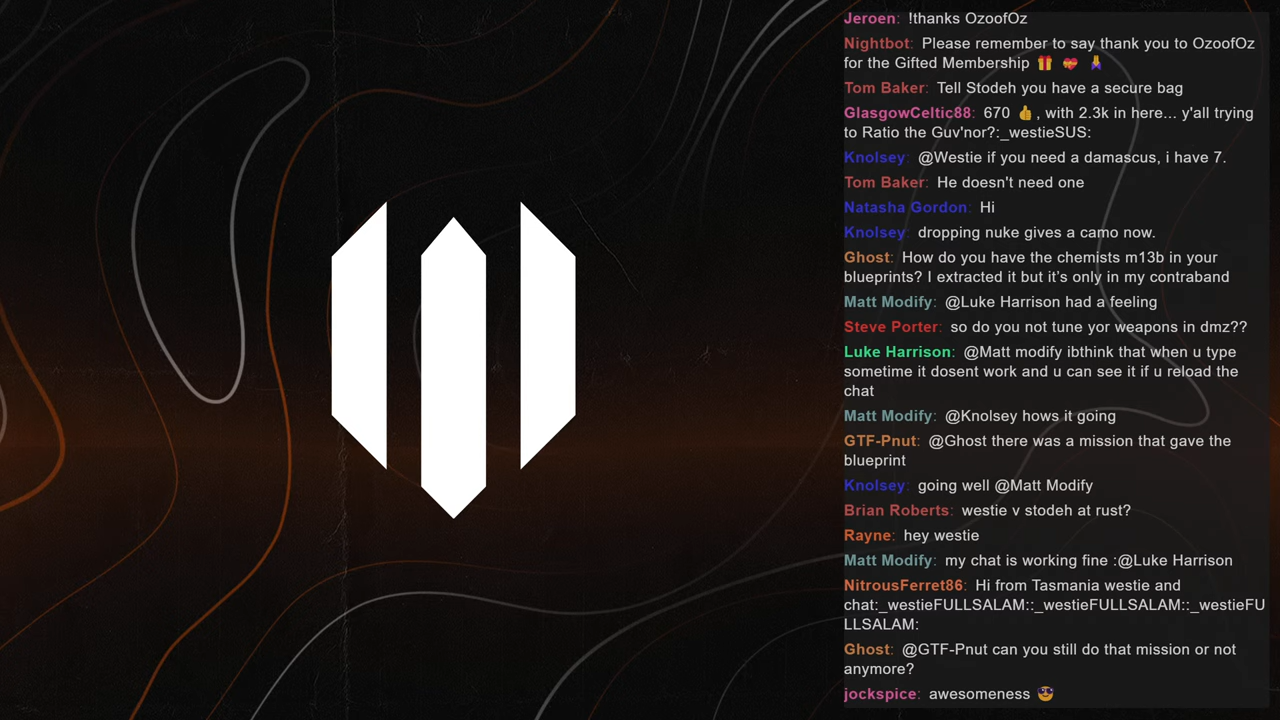 Jeroen: !thanks OzoofOz
Nightbot: Please remember to say thank you to OzoofOz
for the Gifted Membership 🎁 💝 🙇‍♀️
Tom Baker: Tell Stodeh you have a secure bag
GlasgowCeltic88: 670 👍, with 2.3k in here... y'all trying
to Ratio the Guv'nor?:_westieSUS:
Knolsey: @Westie if you need a damascus, i have 7.
Tom Baker: He doesn't need one
Natasha Gordon: Hi
Knolsey: dropping nuke gives a camo now.
Ghost: How do you have the chemists m13b in your
blueprints? I extracted it but it’s only in my contraband
Matt Modify: @Luke Harrison had a feeling
Steve Porter: so do you not tune yor weapons in dmz??
Luke Harrison: @Matt modify ibthink that when u type
sometime it dosent work and u can see it if u reload the
chat
Matt Modify: @Knolsey hows it going
GTF-Pnut: @Ghost there was a mission that gave the
blueprint
Knolsey: going well @Matt Modify
Brian Roberts: westie v stodeh at rust?
Rayne: hey westie
Matt Modify: my chat is working fine :@Luke Harrison
NitrousFerret86: Hi from Tasmania westie and
chat:_westieFULLSALAM::_westieFULLSALAM::_westieFU
LLSALAM:
Ghost: @GTF-Pnut can you still do that mission or not
anymore?
jockspice: awesomeness 😎